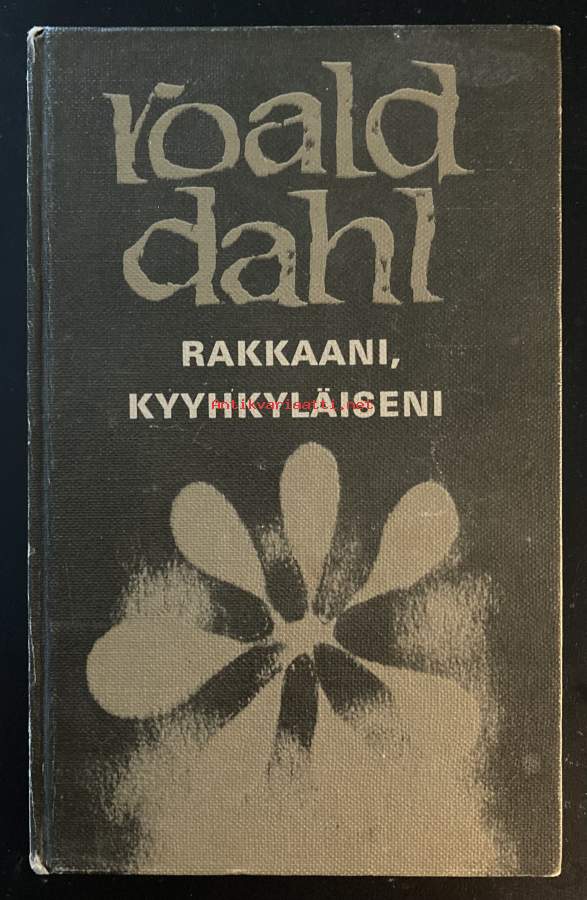 roald
dahl
RAKKAANI,
KYYHKYLÄISENI
Antikvariaatti.net